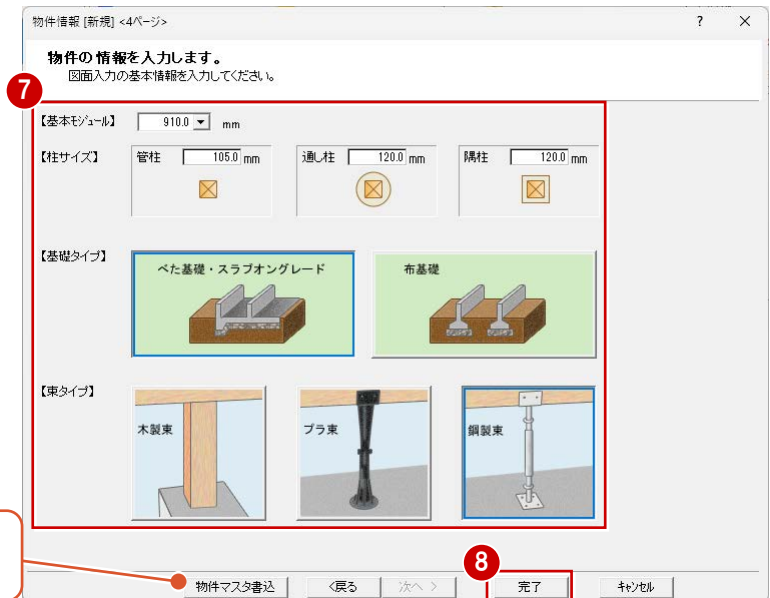 物件情報 [新規] <4ページ> ? ×
物件の情報を入力します。
図面入力の基本情報を入力してください。
7
【基本モジュール】 910.0 mm
【柱サイズ】 管柱 105.0 mm 通し柱 120.0 mm 隅柱 120.0 mm
【基礎タイプ】
べた基礎・スラブオングレード 布基礎
【束タイプ】
木製束 プラ束 鋼製束
8
物件マスタ書込 <戻る 次へ > 完了 キャンセル